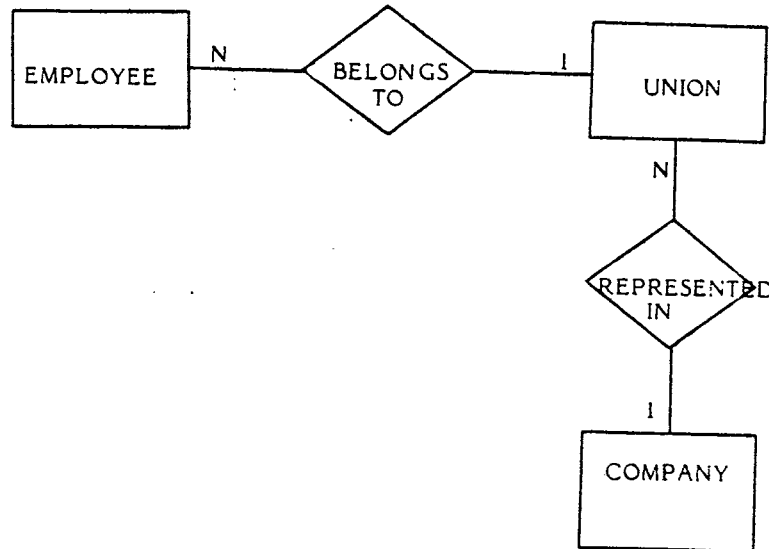 EMPLOYEE
N
BELONGS
TO
1
UNION
N
REPRESENTED
IN
1
COMPANY